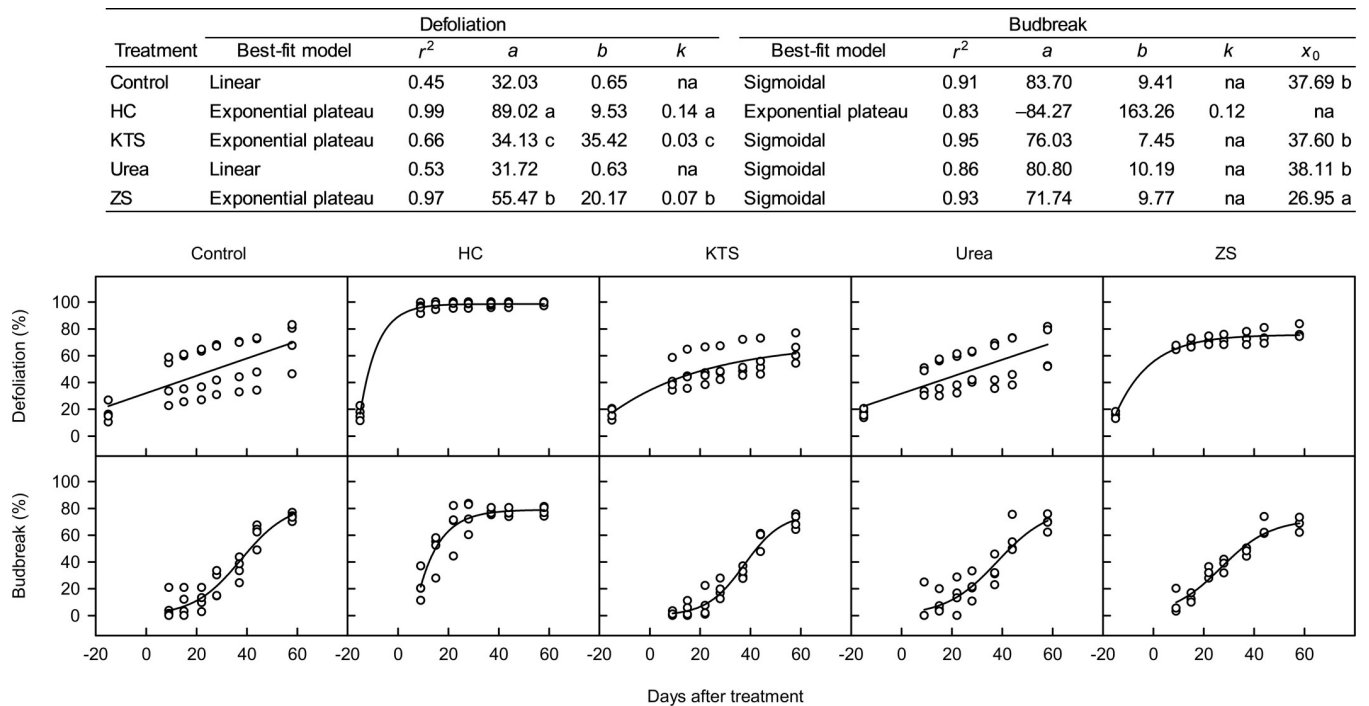 Defoliation Budbreak
Treatment Best-fit model r² a b k Best-fit model r² a b k x₀
Control Linear 0.45 32.03 0.65 na Sigmoidal 0.91 83.70 9.41 na 37.69 b
HC Exponential plateau 0.99 89.02 a 9.53 0.14 a Exponential plateau 0.83 –84.27 163.26 0.12 na
KTS Exponential plateau 0.66 34.13 c 35.42 0.03 c Sigmoidal 0.95 76.03 7.45 na 37.60 b
Urea Linear 0.53 31.72 0.63 na Sigmoidal 0.86 80.80 10.19 na 38.11 b
ZS Exponential plateau 0.97 55.47 b 20.17 0.07 b Sigmoidal 0.93 71.74 9.77 na 26.95 a
Control HC KTS Urea ZS
Defoliation (%)
100
80
60
40
20
0
Budbreak (%)
100
80
60
40
20
0
-20 0 20 40 60 -20 0 20 40 60 -20 0 20 40 60 -20 0 20 40 60 -20 0 20 40 60
Days after treatment